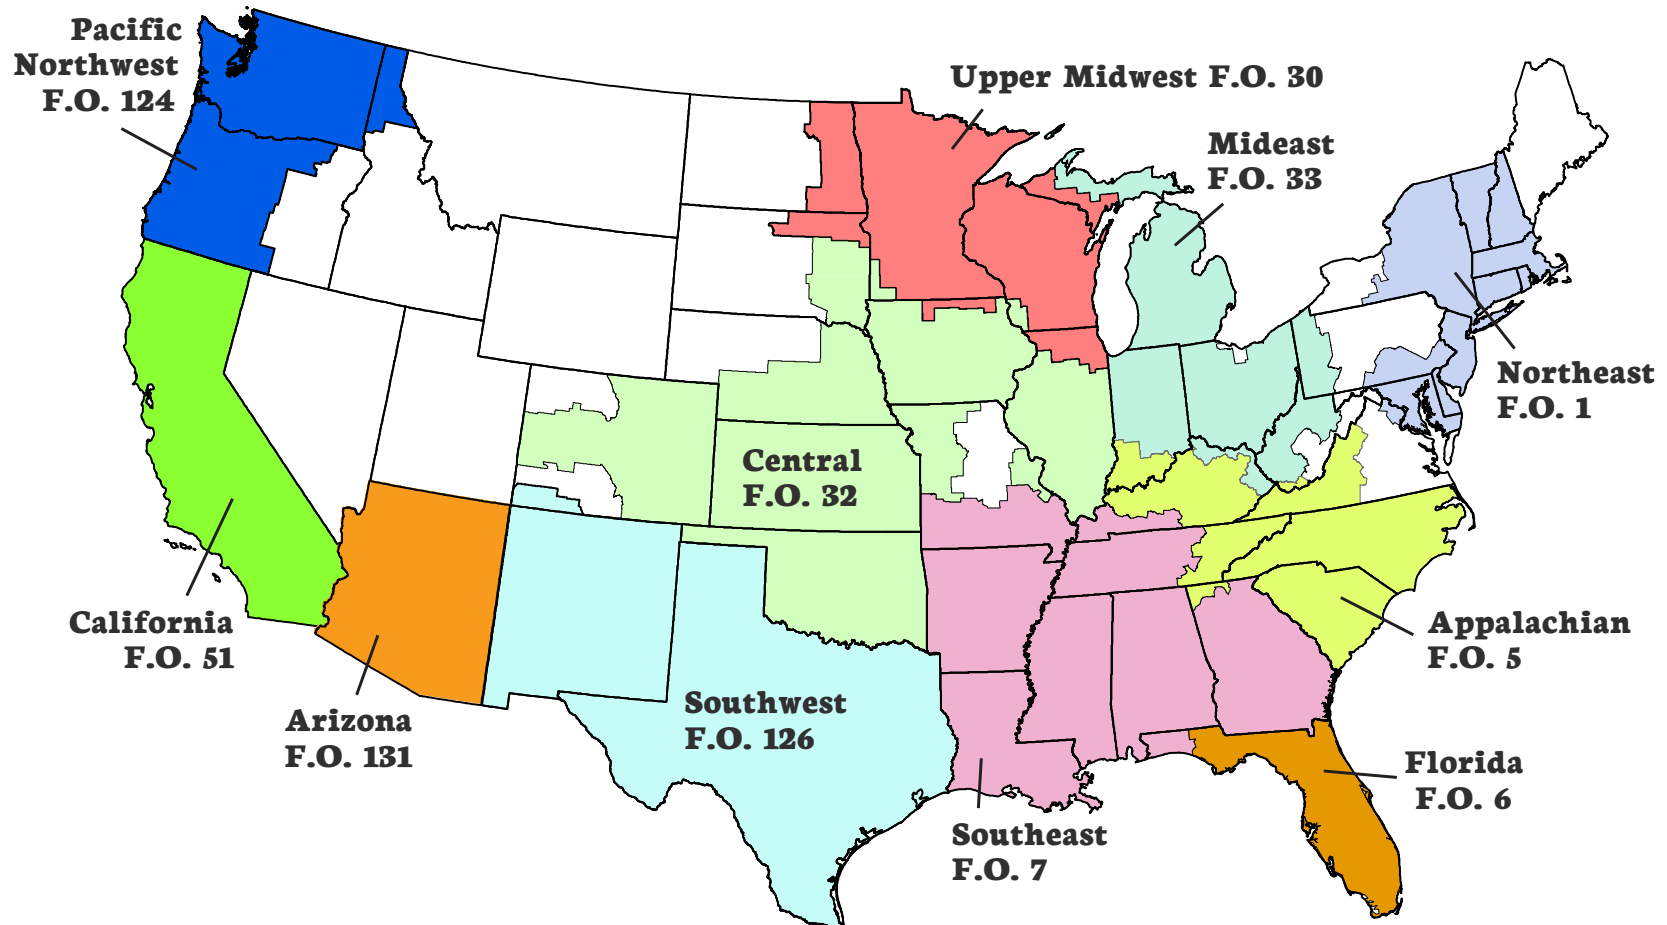 Pacific
Northwest
F.O. 124
Upper Midwest F.O. 30
Mideast
F.O. 33
Northeast
F.O. 1
Central
F.O. 32
California
F.O. 51
Appalachian
F.O. 5
Arizona
F.O. 131
Southwest
F.O. 126
Florida
F.O. 6
Southeast
F.O. 7